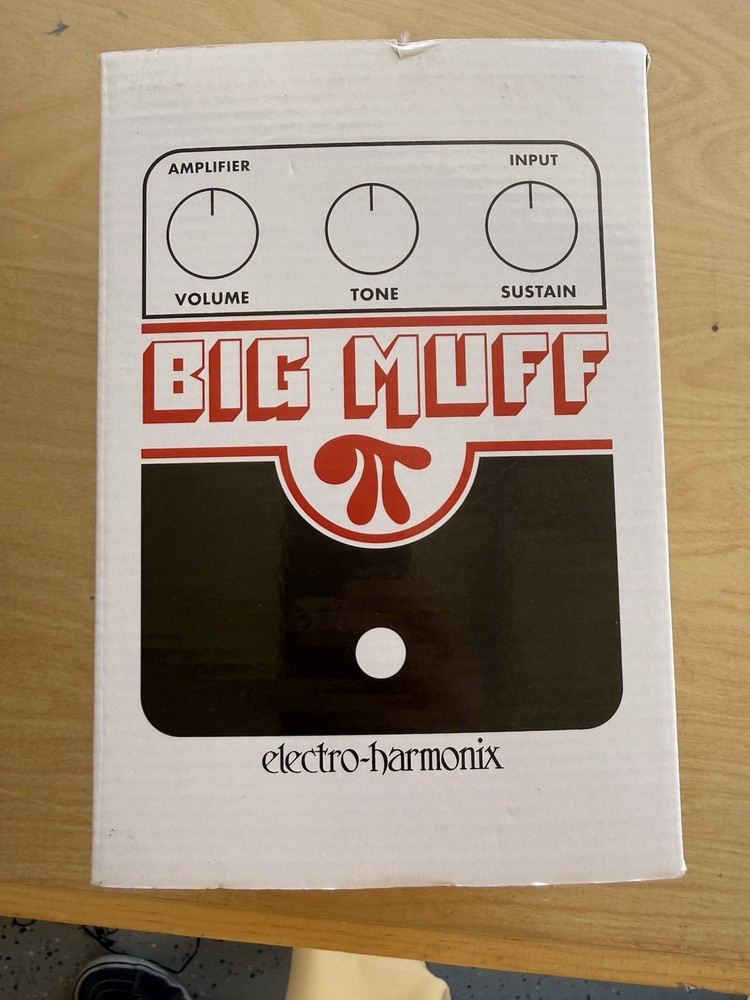 AMPLIFIER INPUT
VOLUME TONE SUSTAIN
BIG MUFF
π
electro-harmonix